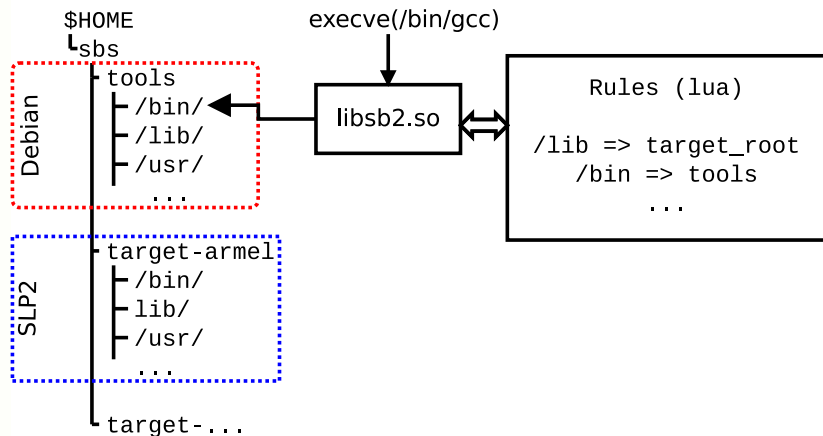 $HOME
sbs
tools
/bin/
/lib/
/usr/
...
Debian
target-armel
/bin/
lib/
/usr/
...
SLP2
target-...
execve(/bin/gcc)
libsb2.so
Rules (lua)
/lib => target_root
/bin => tools
...